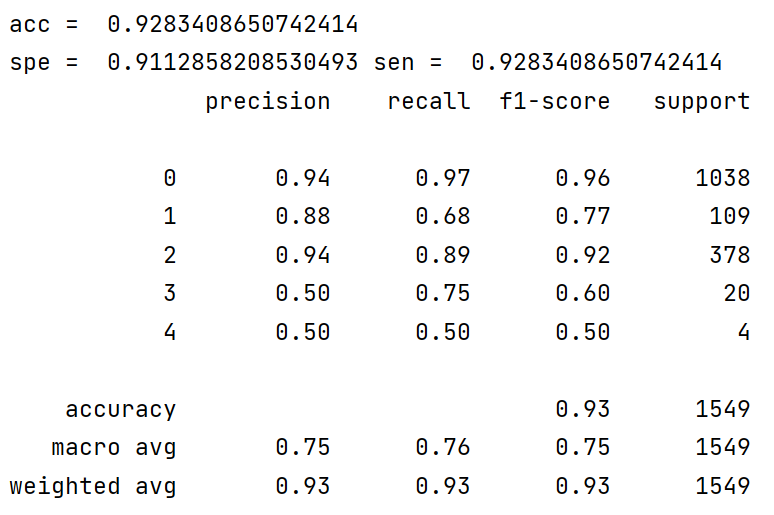 acc =  0.9283408650742414
spe =  0.9112858208530493 sen =  0.9283408650742414
              precision    recall  f1-score   support
           0       0.94      0.97      0.96      1038
           1       0.88      0.68      0.77       109
           2       0.94      0.89      0.92       378
           3       0.50      0.75      0.60        20
           4       0.50      0.50      0.50         4
    accuracy                           0.93      1549
   macro avg       0.75      0.76      0.75      1549
weighted avg       0.93      0.93      0.93      1549